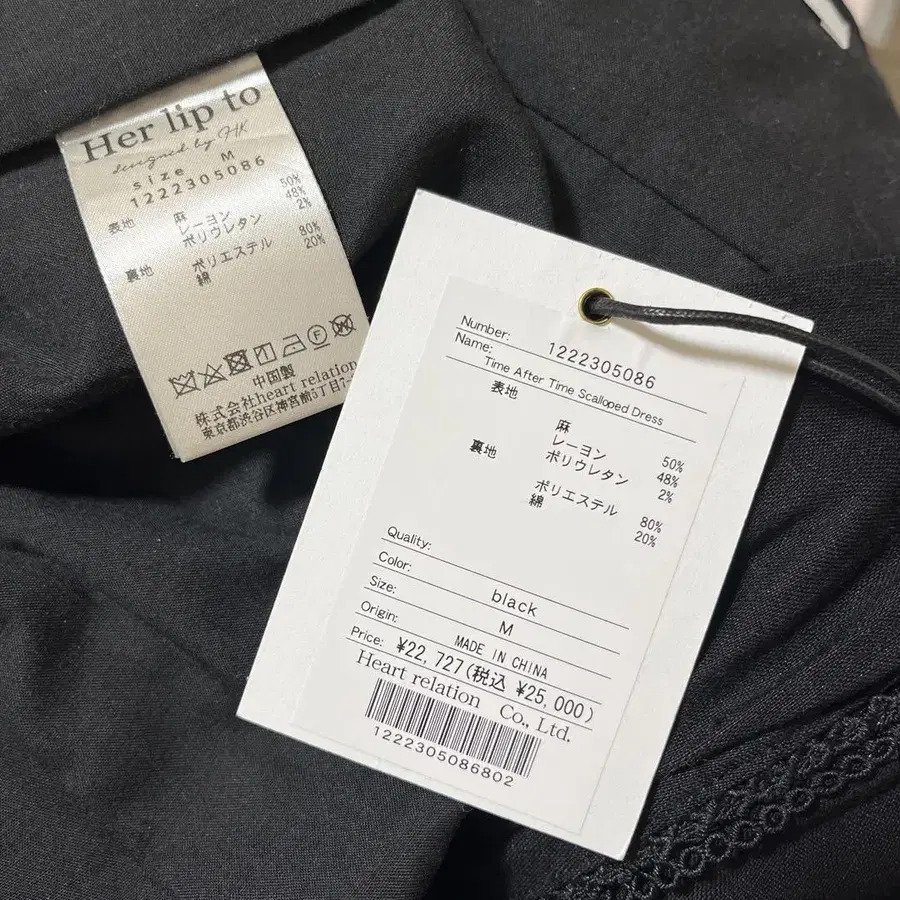 Her lip to
designed by HK
size M
1222305086
表地 麻 50%
レーヨン 48%
ポリウレタン 2%
裏地 ポリエステル 80%
綿 20%
中国製
株式会社heart relation
東京都渋谷区神宮前5丁目7-
Number: 1222305086
Name: Time After Time Scalloped Dress
表地
麻 50%
レーヨン 48%
ポリウレタン 2%
裏地
ポリエステル 80%
綿 20%
Quality:
Color: black
Size: M
Origin: MADE IN CHINA
Price: ¥22,727(税込 ¥25,000)
Heart relation Co., Ltd.
1222305086802